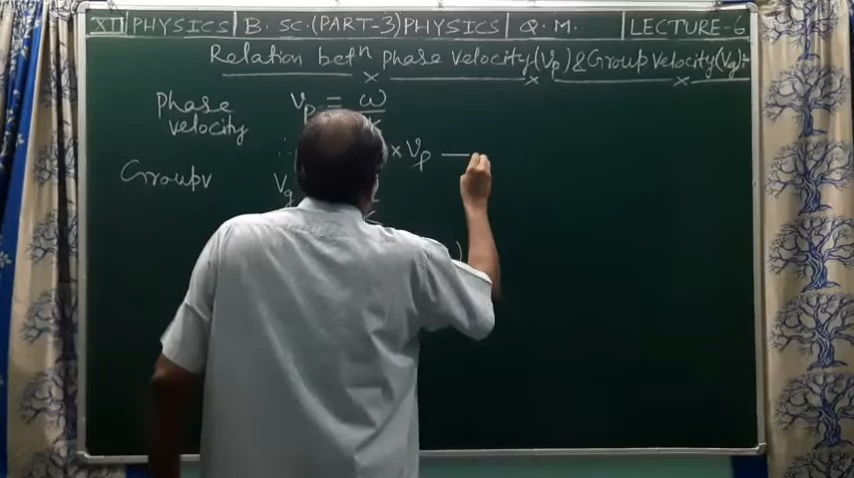 XII PHYSICS B. SC.(PART-3)PHYSICS Q. M. LECTURE-6
Relation betⁿ phase velocity(Vp) & Group velocity(Vg):-
phase Vp = ω
velocity
∴ × Vp —
Groupv Vg